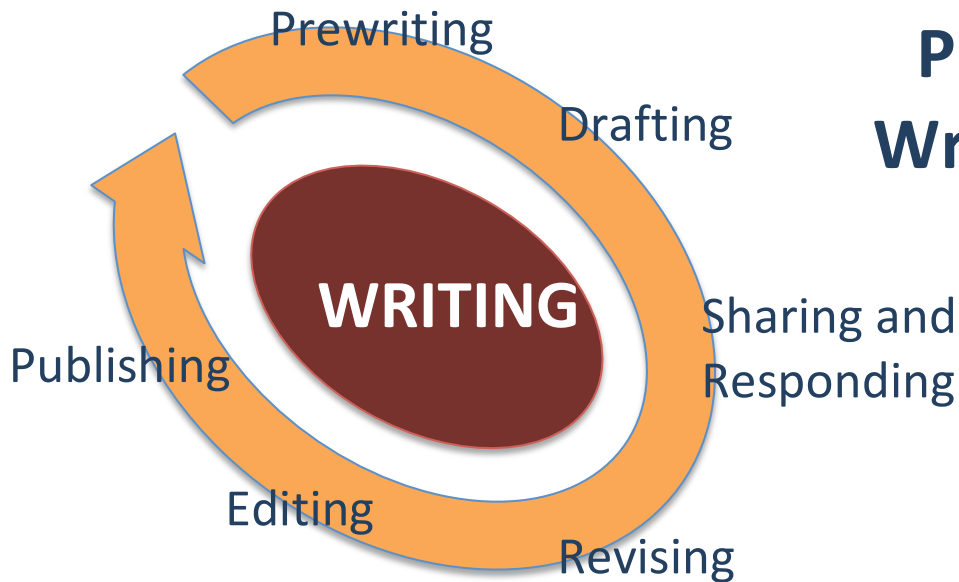 Prewriting
Drafting
WRITING
Sharing and
Responding
Publishing
Editing
Revising